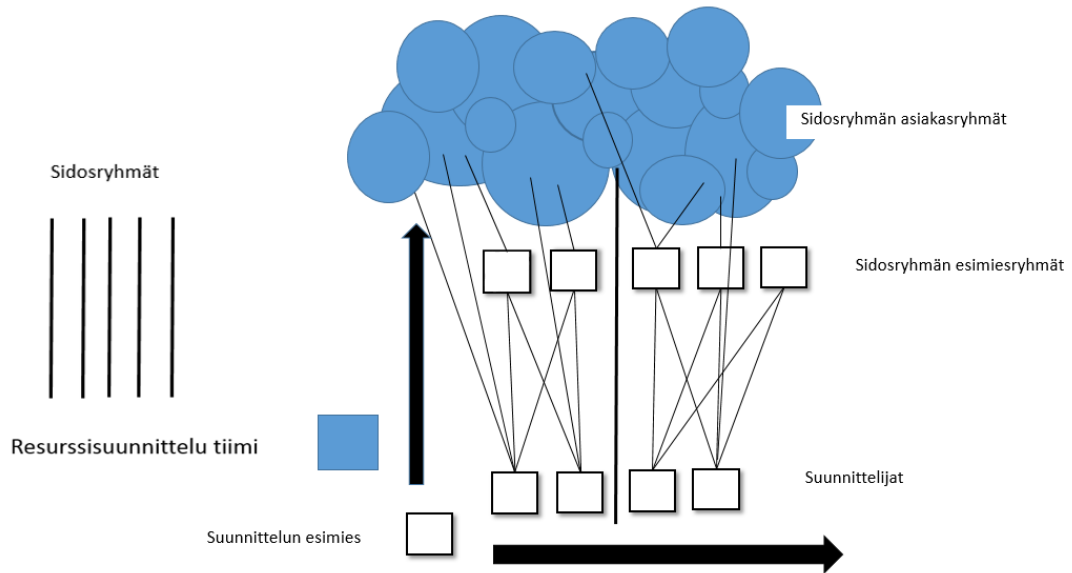 Sidosryhmän asiakasryhmät
Sidosryhmät
Sidosryhmän esimiesryhmät
Resurssisuunnittelu tiimi
Suunnittelijat
Suunnittelun esimies